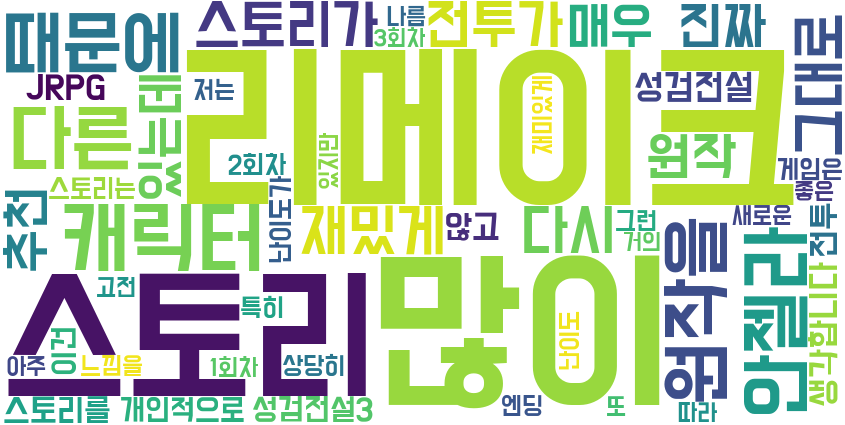 때문에
스토리가
나름
3회차
전투가
매우
진짜
그대로
JRPG
있는데
저는
리메이크
재미있게
성검전설
다른
2회차
있지만
원작
게임은
좋은
스토리는
추천
캐릭터
난이도가
재밌게
않고
다시
그런
거의
새로운
전투
스토리
고전
특히
많이
난이도
원작을
안젤라
생각합니다
아주
이건
느낌을
1회차
상당히
스토리를
개인적으로
성검전설3
엔딩
또
따라